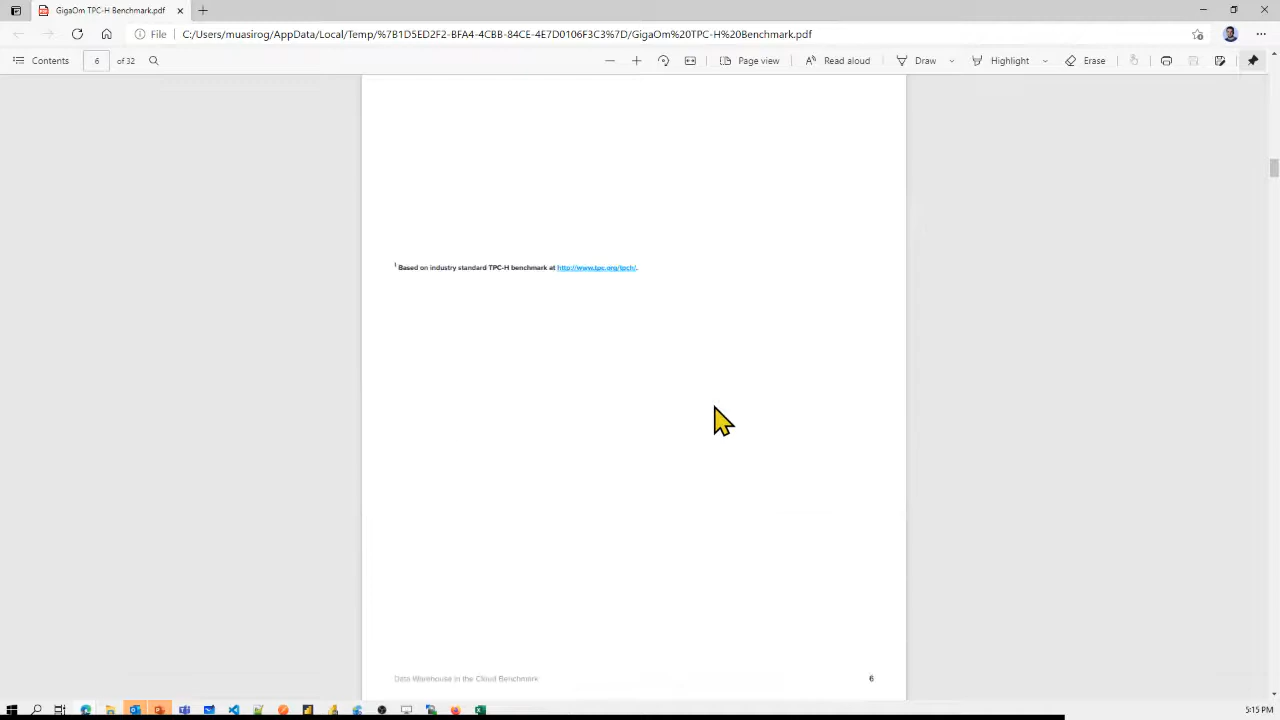 GigaOm TPC-H Benchmark.pdf
File C:/Users/muasirog/AppData/Local/Temp/%7B1D5ED2F2-BFA4-4CBB-84CE-4E7D0106F3C3%7D/GigaOm%20TPC-H%20Benchmark.pdf
Contents 6 of 32 Page view Read aloud Draw Highlight Erase
1 Based on industry standard TPC-H benchmark at http://www.tpc.org/tpch/.
Data Warehouse in the Cloud Benchmark 6
5:15 PM